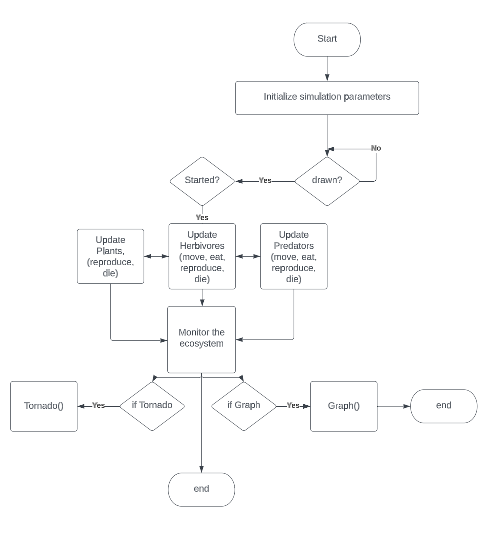 Start
Initialize simulation parameters
No
Started?
Yes
drawn?
Yes
Update
Plants,
(reproduce,
die)
Update
Herbivores
(move, eat,
reproduce,
die)
Update
Predators
(move, eat,
reproduce,
die)
Monitor the
ecosystem
Tornado()
Yes
if Tornado
if Graph
Yes
Graph()
end
end